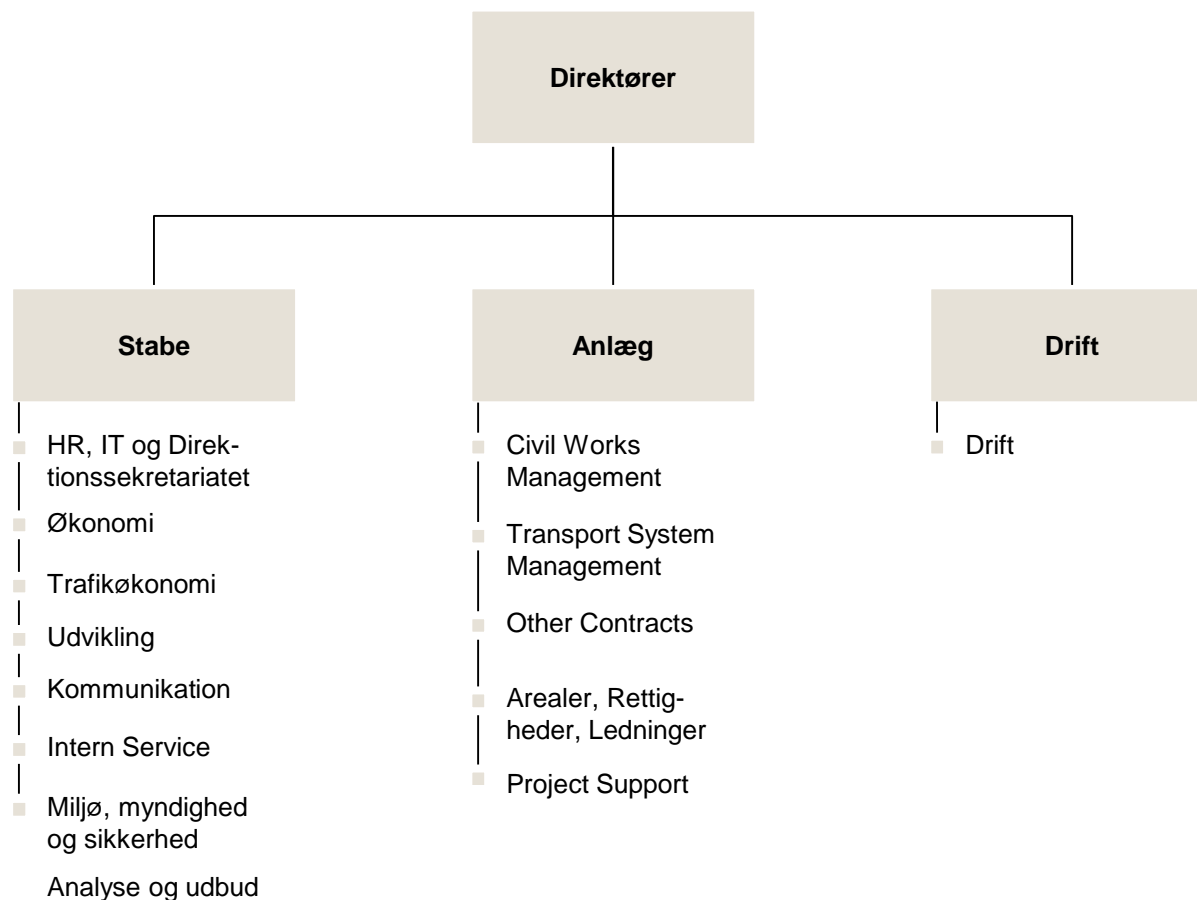 Direktører
Stabe
HR, IT og Direk-
tionssekretariatet
Økonomi
Trafikøkonomi
Udvikling
Kommunikation
Intern Service
Miljø, myndighed
og sikkerhed
Analyse og udbud
Anlæg
Civil Works
Management
Transport System
Management
Other Contracts
Arealer, Rettig-
heder, Ledninger
Project Support
Drift
Drift